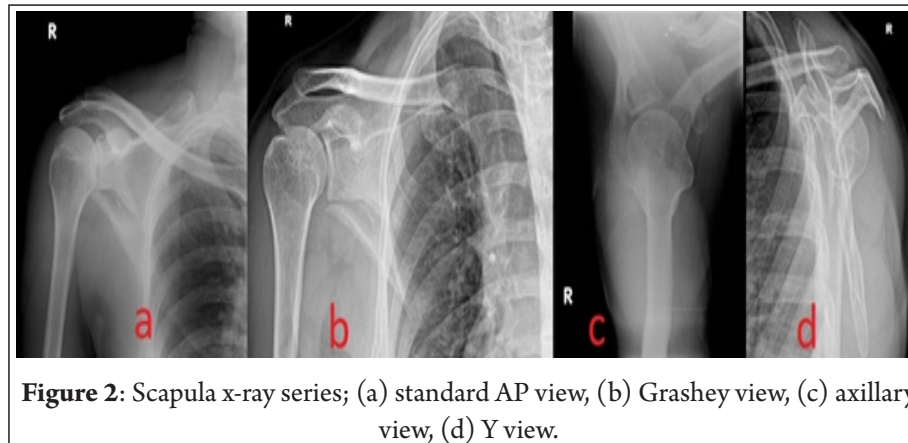 R R R R
a b c d
Figure 2: Scapula x-ray series; (a) standard AP view, (b) Grashey view, (c) axillary
view, (d) Y view.